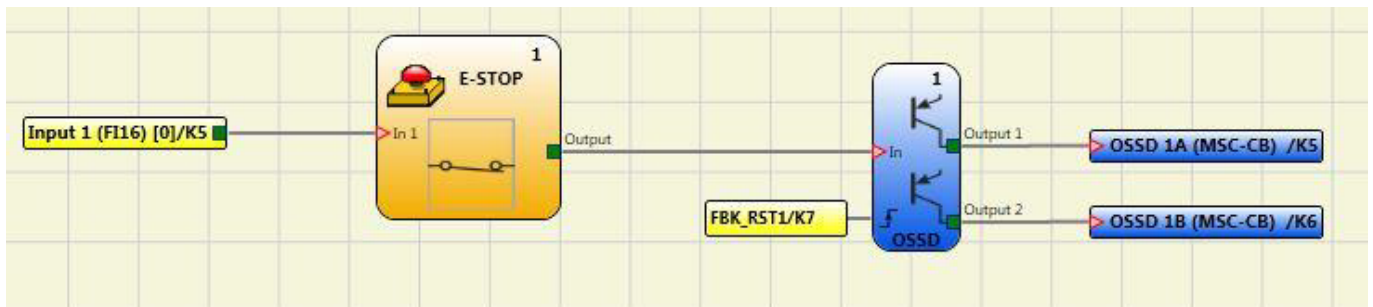 1
E-STOP
Input 1 (FI16) [0]/K5
In 1
Output
1
In
Output 1
OSSD 1A (MSC-CB) /K5
FBK_RST1/K7
Output 2
OSSD 1B (MSC-CB) /K6
OSSD